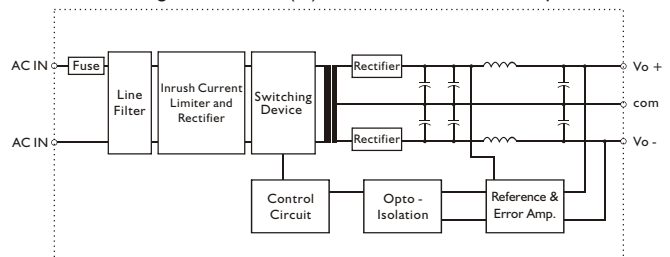 AC IN
Fuse
Rectifier
Vo +
Line
Filter
Inrush Current
Limiter and
Rectifier
Switching
Device
com
AC IN
Rectifier
Vo -
Control
Circuit
Opto -
Isolation
Reference &
Error Amp.